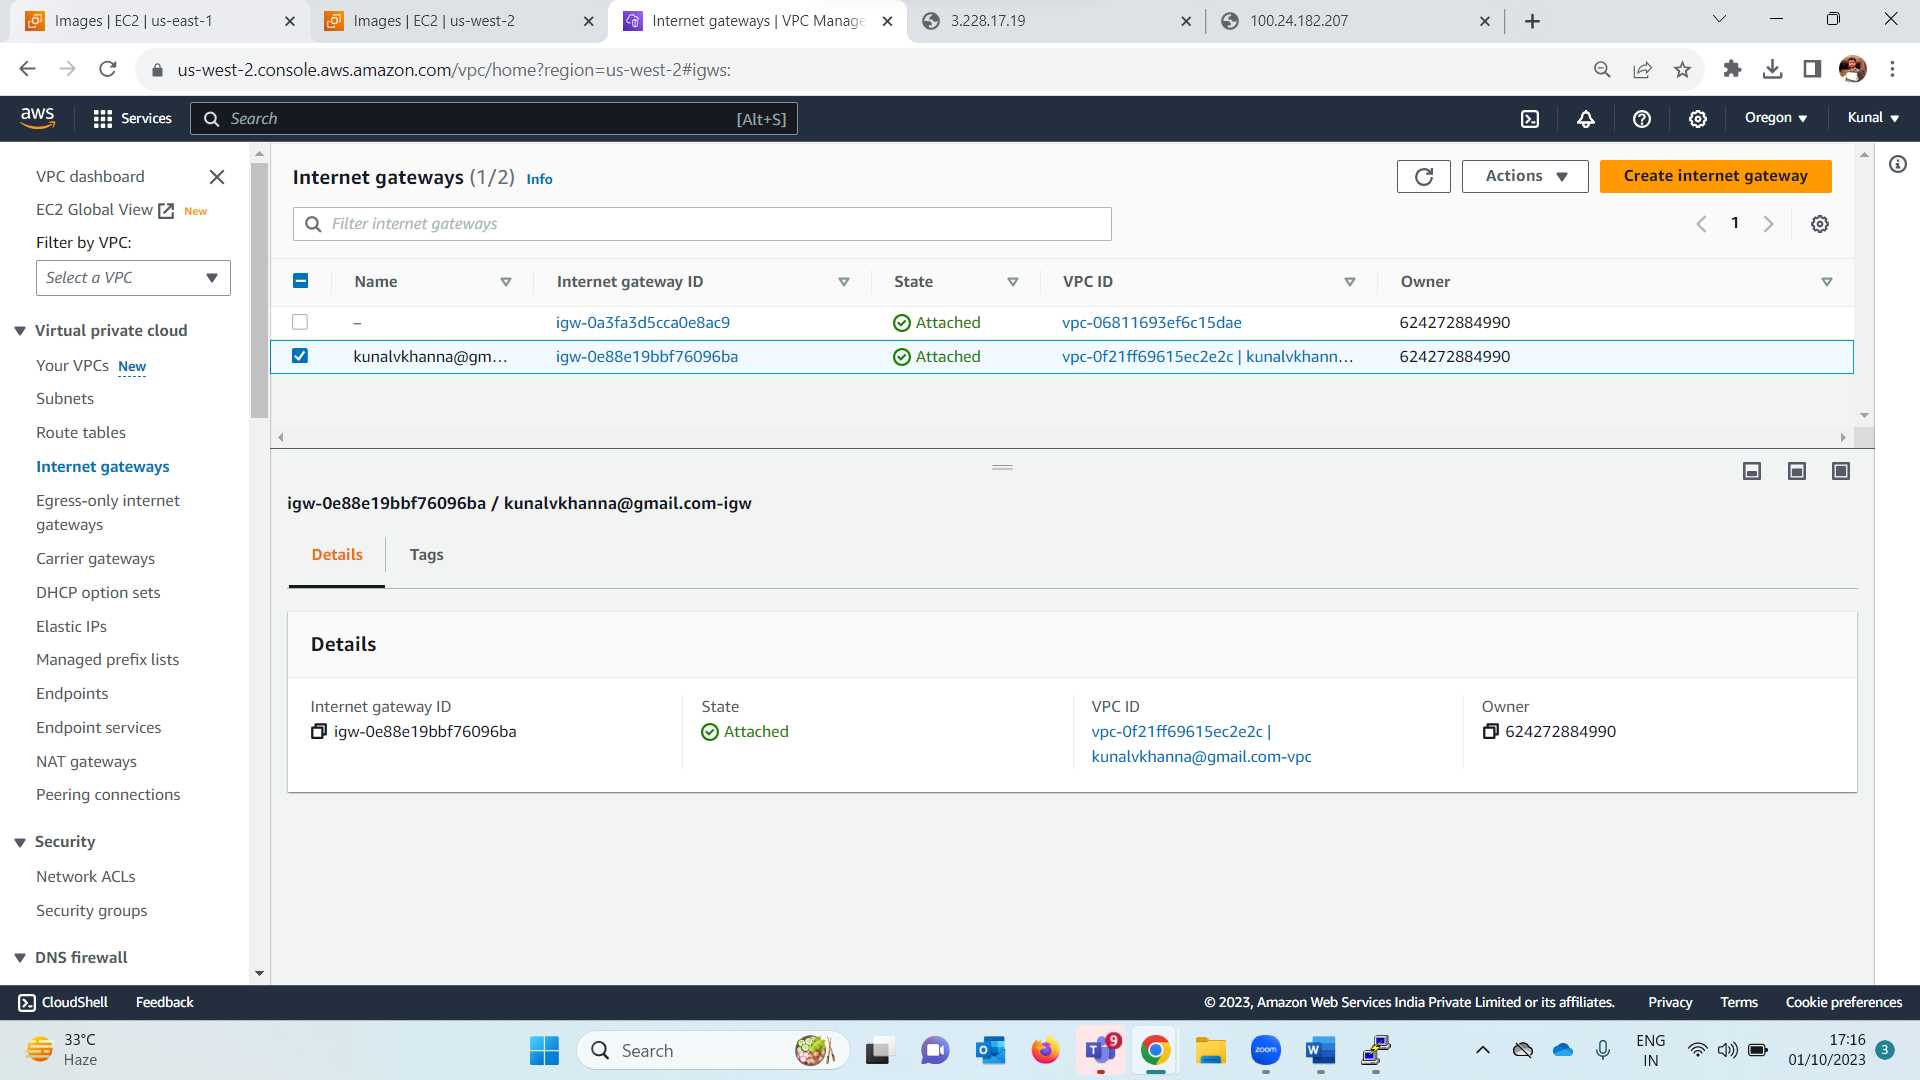 Images | EC2 | us-east-1
Images | EC2 | us-west-2
Internet gateways | VPC Manage
3.228.17.19
100.24.182.207
us-west-2.console.aws.amazon.com/vpc/home?region=us-west-2#igws:
aws
Services
Search
[Alt+S]
Oregon
Kunal
VPC dashboard
EC2 Global View New
Filter by VPC:
Select a VPC
Virtual private cloud
Your VPCs New
Subnets
Route tables
Internet gateways
Egress-only internet
gateways
Carrier gateways
DHCP option sets
Elastic IPs
Managed prefix lists
Endpoints
Endpoint services
NAT gateways
Peering connections
Security
Network ACLs
Security groups
DNS firewall
Internet gateways (1/2) Info
Actions
Create internet gateway
Filter internet gateways
1
Name Internet gateway ID State VPC ID Owner
– igw-0a3fa3d5cca0e8ac9 Attached vpc-06811693ef6c15dae 624272884990
kunalvkhanna@gm... igw-0e88e19bbf76096ba Attached vpc-0f21ff69615ec2e2c | kunalvkhann... 624272884990
igw-0e88e19bbf76096ba / kunalvkhanna@gmail.com-igw
Details Tags
Details
Internet gateway ID State VPC ID Owner
igw-0e88e19bbf76096ba Attached vpc-0f21ff69615ec2e2c | 624272884990
kunalvkhanna@gmail.com-vpc
CloudShell Feedback
© 2023, Amazon Web Services India Private Limited or its affiliates. Privacy Terms Cookie preferences
33°C
Haze
Search
9
zoom
ENG
IN
17:16
01/10/2023
3